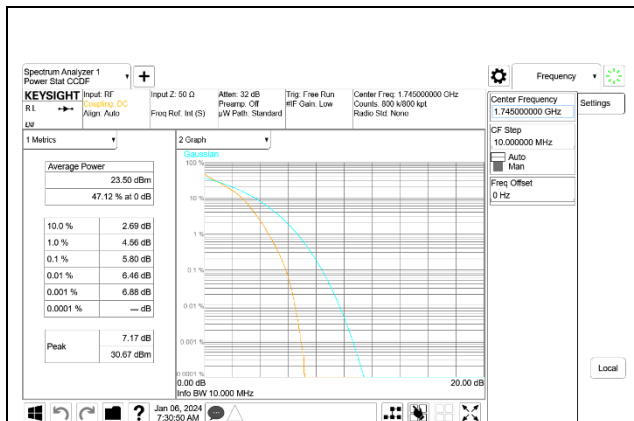 Spectrum Analyzer 1
Power Stat CCDF
+
Frequency
KEYSIGHT
Input: RF
Coupling: DC
Align: Auto
Input Z: 50 Ω
Freq Ref: Int (S)
Atten: 32 dB
Preamp: Off
µW Path: Standard
Trig: Free Run
#IF Gain: Low
Center Freq: 1.745000000 GHz
Counts: 800 k/800 kpt
Radio Std: None
RL
Center Frequency
1.745000000 GHz
Settings
CF Step
10.000000 MHz
Auto
Man
Freq Offset
0 Hz
1 Metrics
2 Graph
Average Power
23.50 dBm
47.12 % at 0 dB
10.0 % 2.69 dB
1.0 % 4.56 dB
0.1 % 5.80 dB
0.01 % 6.46 dB
0.001 % 6.88 dB
0.0001 % --- dB
Peak
7.17 dB
30.67 dBm
Gaussian
100 %
10 %
1 %
0.1 %
0.01 %
0.001 %
0.0001 %
0.00 dB
20.00 dB
Info BW 10.000 MHz
Local
?
Jan 06, 2024
7:30:50 AM